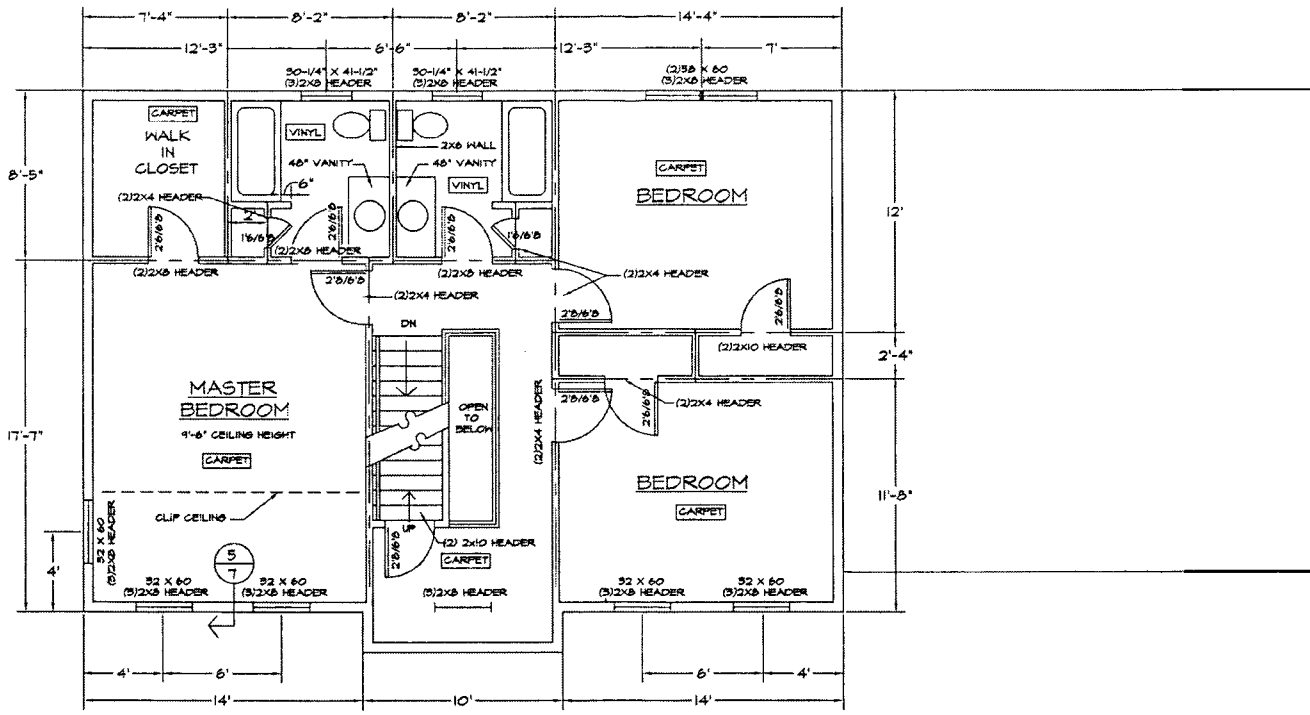 7'-4" 8'-2" 8'-2" 14'-4"
12'-3" 6'-6" 12'-3" 7'
30-1/4" X 41-1/2"
(3)2X8 HEADER
30-1/4" X 41-1/2"
(3)2X8 HEADER
(2)38 X 60
(3)2X8 HEADER
CARPET
WALK
IN
CLOSET
VINYL
2X6 WALL
48" VANITY
48" VANITY
VINYL
CARPET
BEDROOM
8'-5"
12'
6"
(2)2X4 HEADER
2'
1'6/6'8
2'6/6'8
2'6/6'8
2'6/6'8
1'6/6'8
(2)2X8 HEADER
(2)2X8 HEADER
(2)2X8 HEADER
(2)2X4 HEADER
2'8/6'8
(2)2X4 HEADER
2'8/6'8
2'6/6'8
DN
(2)2X10 HEADER
2'-4"
MASTER
BEDROOM
9'-6" CEILING HEIGHT
CARPET
OPEN
TO
BELOW
(2)2X4 HEADER
2'8/6'8
2'6/6'8
(2)2X4 HEADER
17'-7"
BEDROOM
CARPET
11'-8"
CLIP CEILING
UP
(2) 2x10 HEADER
CARPET
2'8/6'8
32 X 60
(3)2X8 HEADER
4'
5
7
32 X 60
(3)2X8 HEADER
32 X 60
(3)2X8 HEADER
(3)2X8 HEADER
32 X 60
(3)2X8 HEADER
32 X 60
(3)2X8 HEADER
4' 6' 6' 4'
14' 10' 14'